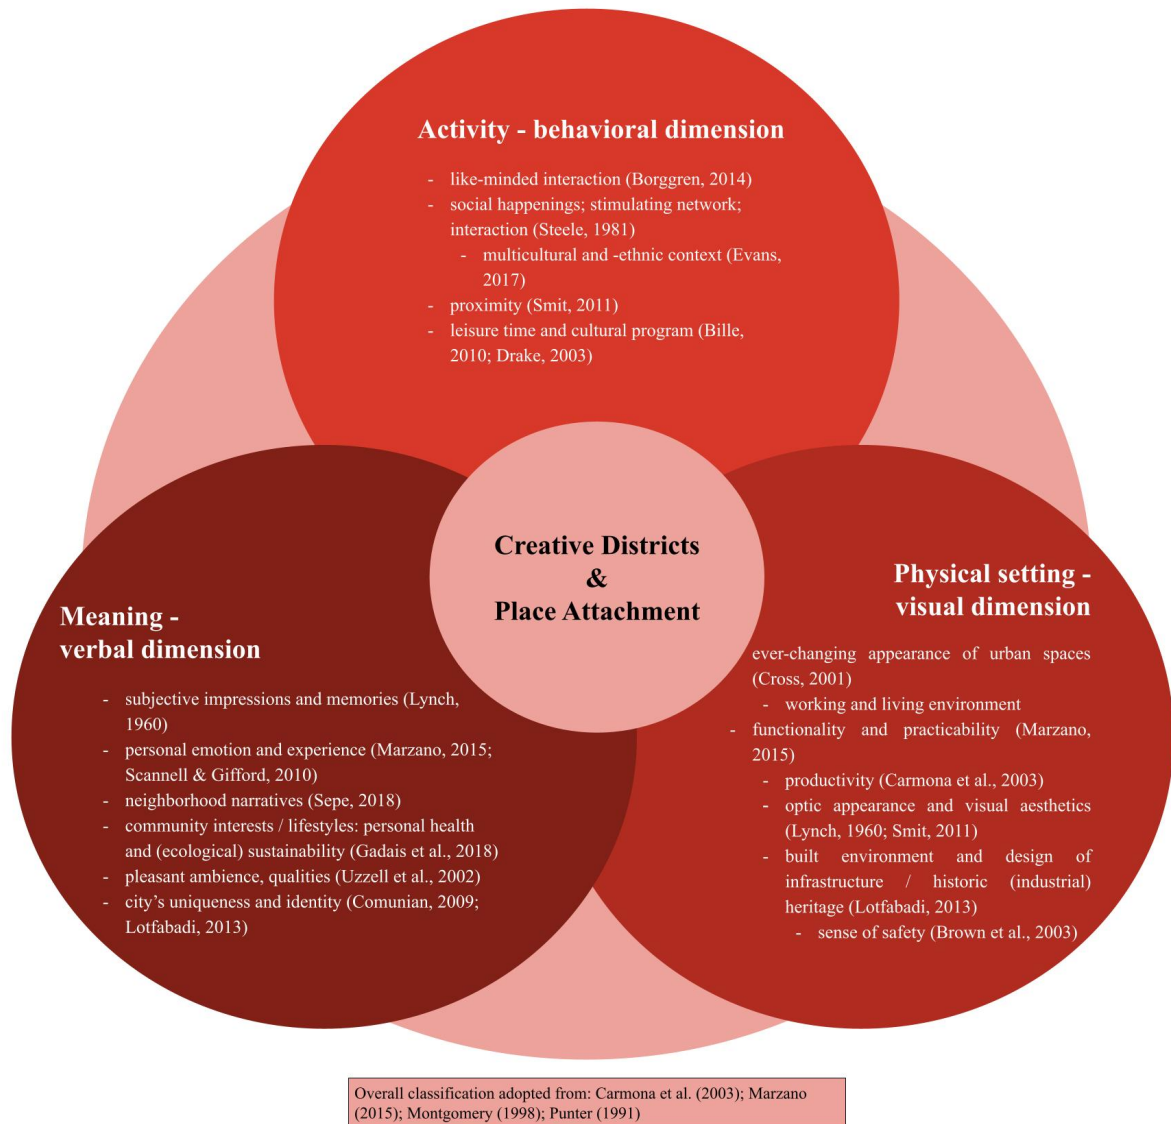 Activity - behavioral dimension
- like-minded interaction (Borggren, 2014)
- social happenings; stimulating network;
interaction (Steele, 1981)
- multicultural and -ethnic context (Evans,
2017)
- proximity (Smit, 2011)
- leisure time and cultural program (Bille,
2010; Drake, 2003)
Creative Districts
&
Place Attachment
Meaning -
verbal dimension
- subjective impressions and memories (Lynch,
1960)
- personal emotion and experience (Marzano, 2015;
Scannell & Gifford, 2010)
- neighborhood narratives (Sepe, 2018)
- community interests / lifestyles: personal health
and (ecological) sustainability (Gadais et al., 2018)
- pleasant ambience, qualities (Uzzell et al., 2002)
- city’s uniqueness and identity (Comunian, 2009;
Lotfabadi, 2013)
Physical setting -
visual dimension
ever-changing appearance of urban spaces
(Cross, 2001)
- working and living environment
- functionality and practicability (Marzano,
2015)
- productivity (Carmona et al., 2003)
- optic appearance and visual aesthetics
(Lynch, 1960; Smit, 2011)
- built environment and design of
infrastructure / historic (industrial)
heritage (Lotfabadi, 2013)
- sense of safety (Brown et al., 2003)
Overall classification adopted from: Carmona et al. (2003); Marzano
(2015); Montgomery (1998); Punter (1991)